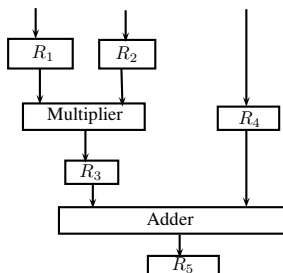 R₁ R₂
Multiplier R₄
R₃
Adder
R₅